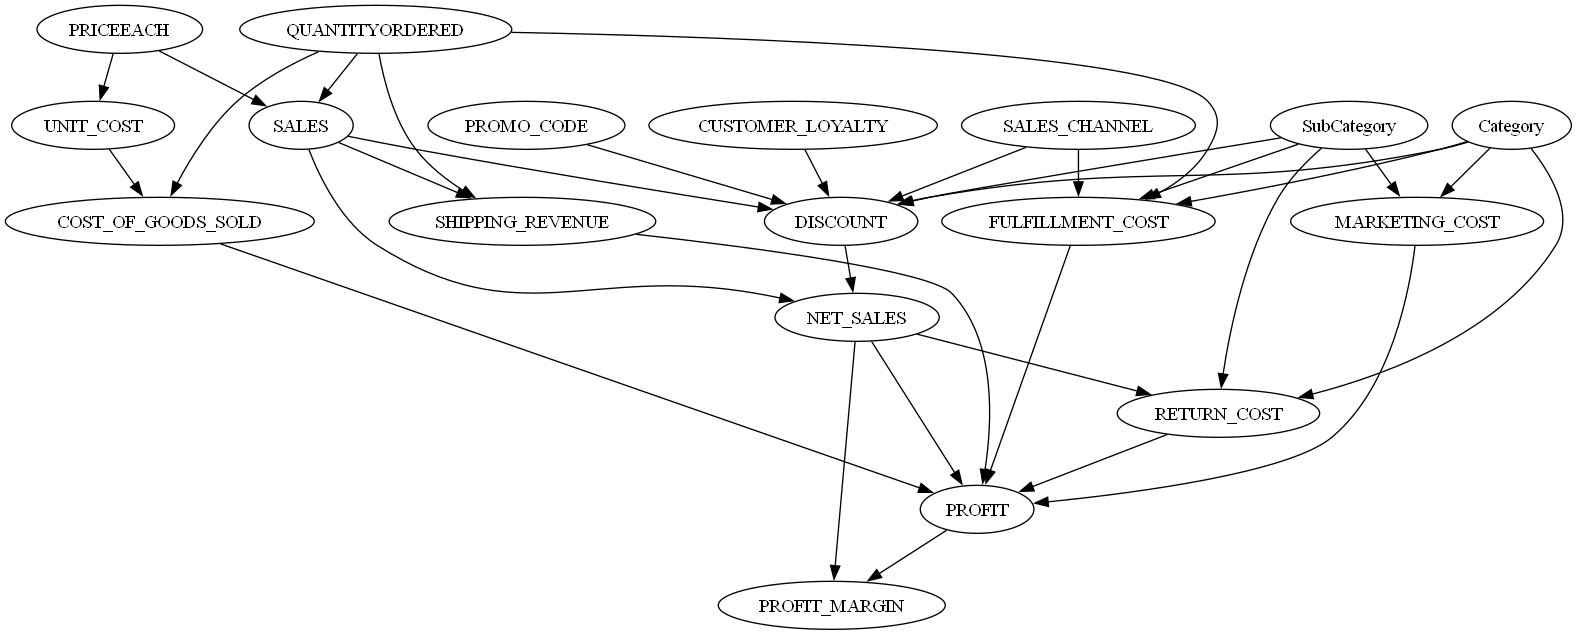 PRICEEACH
QUANTITYORDERED
UNIT_COST
SALES
PROMO_CODE
CUSTOMER_LOYALTY
SALES_CHANNEL
SubCategory
Category
COST_OF_GOODS_SOLD
SHIPPING_REVENUE
DISCOUNT
FULFILLMENT_COST
MARKETING_COST
NET_SALES
RETURN_COST
PROFIT
PROFIT_MARGIN